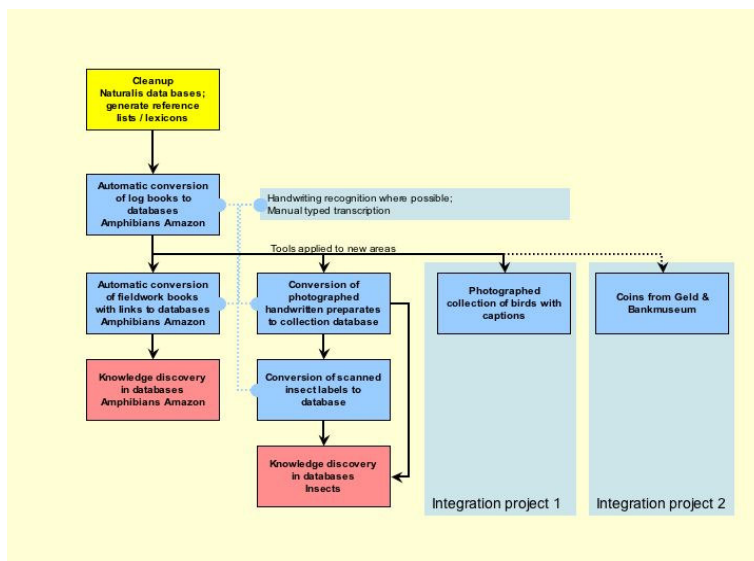 Cleanup
Naturalis data bases;
generate reference
lists / lexicons
Automatic conversion
of log books to
databases
Amphibians Amazon
Handwriting recognition where possible;
Manual typed transcription
Tools applied to new areas
Automatic conversion
of fieldwork books
with links to databases
Amphibians Amazon
Conversion of
photographed
handwritten preparates
to collection database
Photographed
collection of birds with
captions
Coins from Geld &
Bankmuseum
Knowledge discovery
in databases
Amphibians Amazon
Conversion of scanned
insect labels to
database
Knowledge discovery
in databases
Insects
Integration project 1
Integration project 2